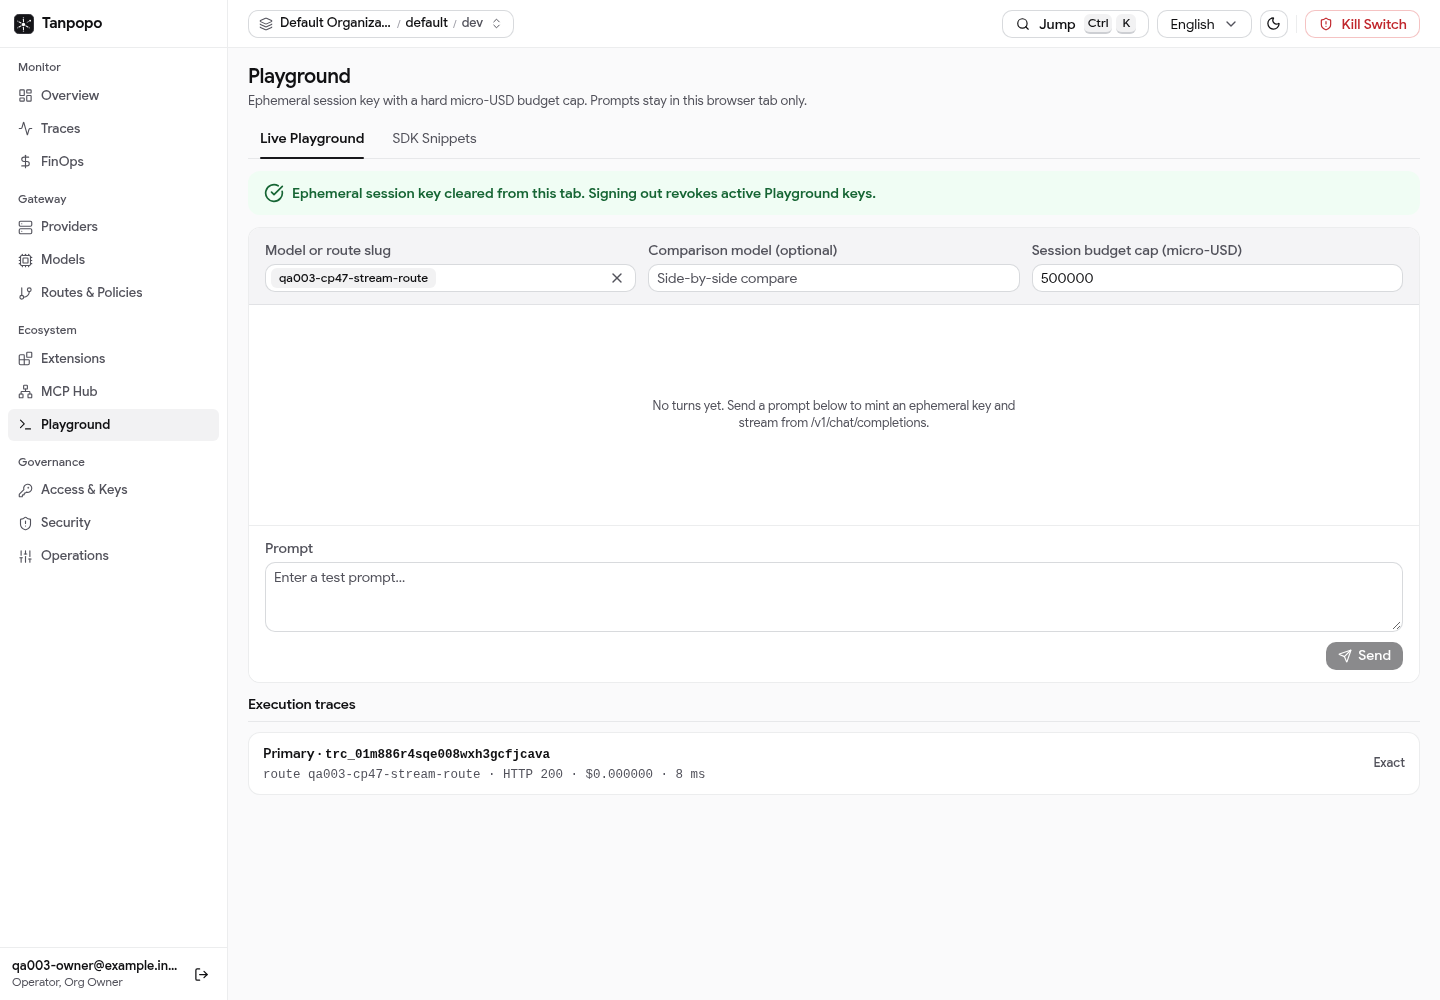 Tanpopo
Default Organiza... / default / dev
Jump Ctrl K
English
Kill Switch
Monitor
Overview
Traces
FinOps
Gateway
Providers
Models
Routes & Policies
Ecosystem
Extensions
MCP Hub
Playground
Governance
Access & Keys
Security
Operations
qa003-owner@example.in...
Operator, Org Owner
Playground
Ephemeral session key with a hard micro-USD budget cap. Prompts stay in this browser tab only.
Live Playground
SDK Snippets
Ephemeral session key cleared from this tab. Signing out revokes active Playground keys.
Model or route slug
qa003-cp47-stream-route
Comparison model (optional)
Side-by-side compare
Session budget cap (micro-USD)
500000
No turns yet. Send a prompt below to mint an ephemeral key and
stream from /v1/chat/completions.
Prompt
Enter a test prompt...
Send
Execution traces
Primary · trc_01m886r4sqe008wxh3gcfjcava
route qa003-cp47-stream-route · HTTP 200 · $0.000000 · 8 ms
Exact